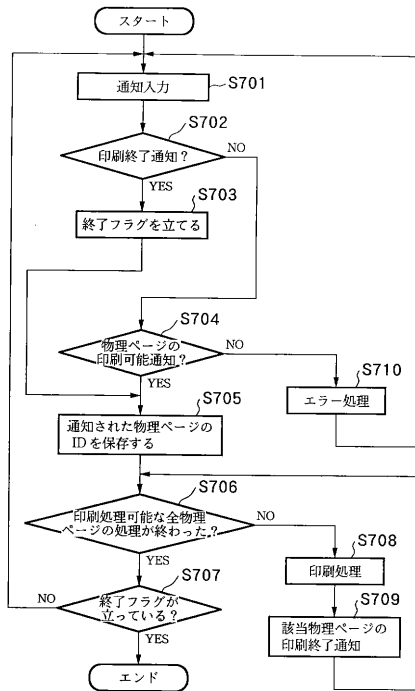 スタート
通知入力
S701
S702
印刷終了通知?
NO
YES
S703
終了フラグを立てる
S704
物理ページの
印刷可能通知?
NO
YES
S710
エラー処理
S705
通知された物理ページの
IDを保存する
S706
印刷処理可能な全物理
ページの処理が終わった?
NO
YES
S708
印刷処理
S707
終了フラグが
立っている?
NO
YES
S709
該当物理ページの
印刷終了通知
エンド